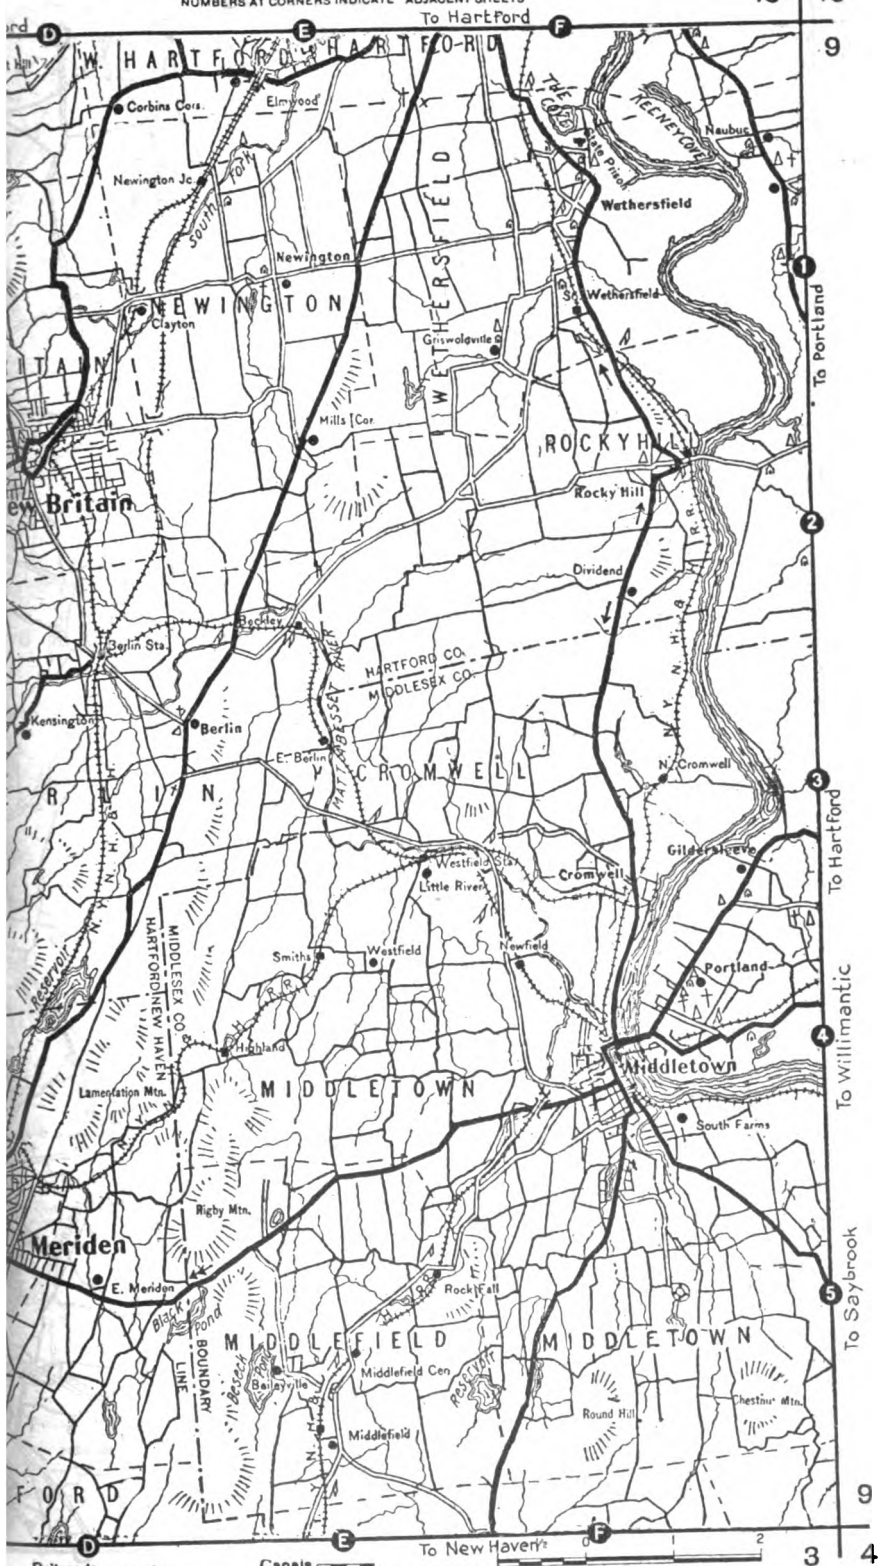 NUMBERS AT CORNERS INDICATE ADJACENT SHEETS
To Hartford
D
E
F
9
W. HARTFORD
HARTFORD
Corbins Cors.
Elmwood
THE COVE
KEENEY COVE
Naubuc
State Prison
Newington Jc.
SOUTH FORK
Wethersfield
WETHERSFIELD
Newington
1
NEWINGTON
Clayton
So. Wethersfield
To Portland
Griswoldville
ITAIN
Mills Cor.
ROCKY HILL
Rocky Hill
ew Britain
2
Dividend
Beckley
Berlin Sta.
HARTFORD CO.
MIDDLESEX CO.
MATTABESSET RIVER
N.Y. N.H. & H. R.R.
Kensington
Berlin
E. Berlin
CROMWELL
N. Cromwell
3
R L I N
N.Y. N.H. & H.
Gildersleeve
To Hartford
Westfield Sta.
Little River
Cromwell
MIDDLESEX CO.
HARTFORD NEW HAVEN
Reservoir
Smiths
Westfield
Newfield
Portland
R.R.
4
To Willimantic
Highland
Middletown
Lamentation Mtn.
MIDDLETOWN
South Farms
Higby Mtn.
Meriden
E. Meriden
Rock Fall
5
To Saybrook
Black Pond
MIDDLEFIELD
MIDDLETOWN
BOUNDARY LINE
Beseck Pond
Baileyville
Middlefield Cen.
Reservoir
Round Hill
Chestnut Mtn.
Middlefield
N. H. &
FORD
9
D
E
F
To New Haven
1/2
0
1
2
3
4
Canals